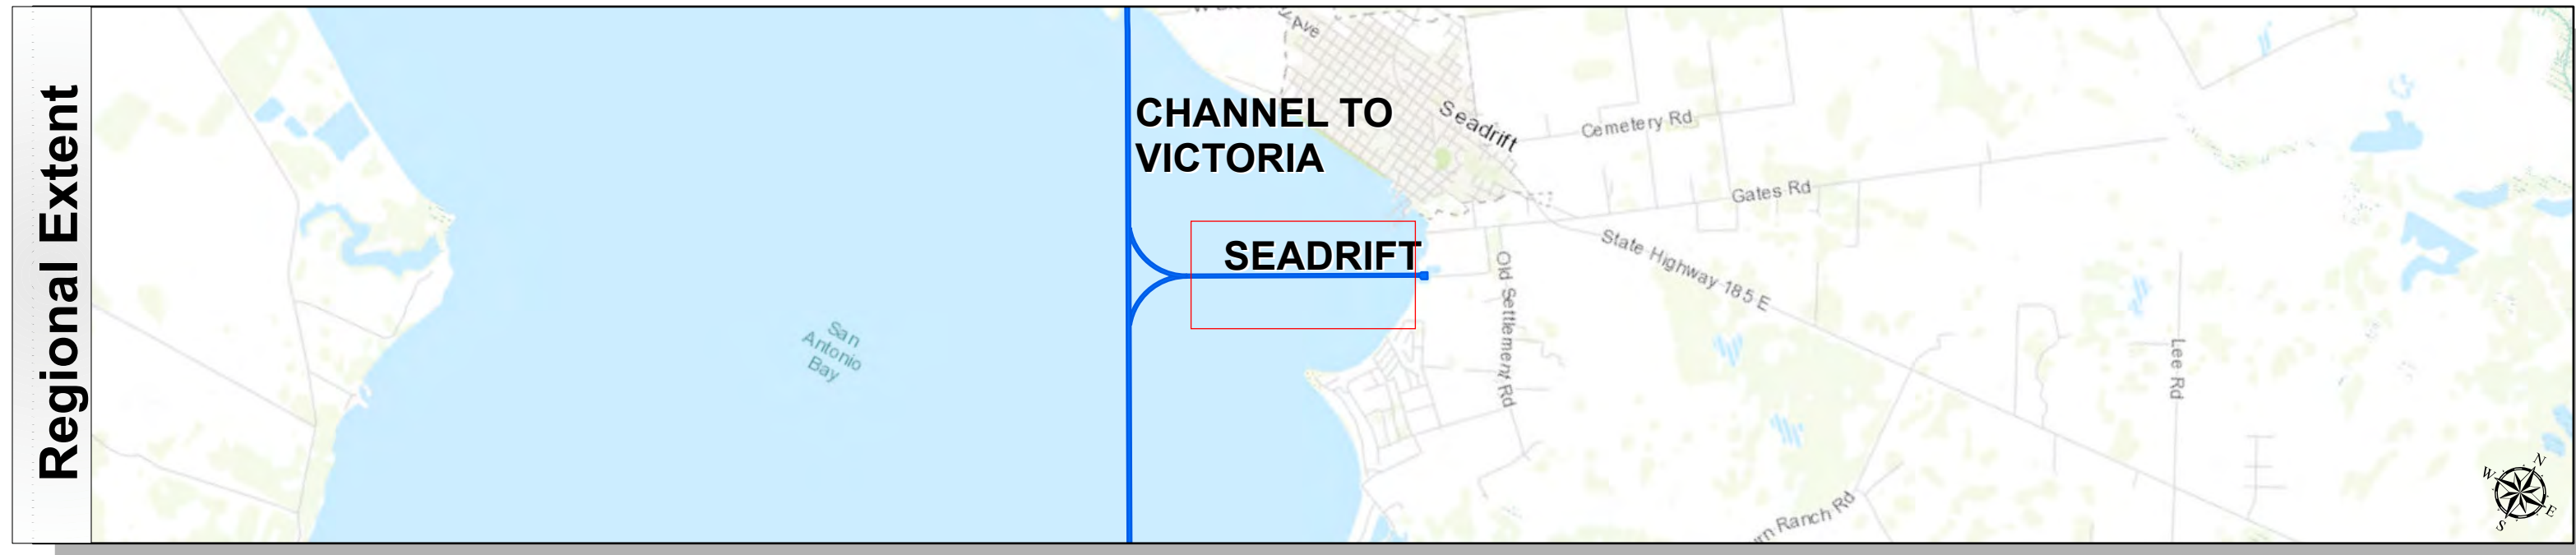 Regional Extent
Ave
CHANNEL TO
VICTORIA
Seadrift
Cemetery Rd
Gates Rd
SEADRIFT
State Highway 185 E
Old Settlement Rd
San
Antonio
Bay
Lee Rd
Ranch Rd
N
W
E
S